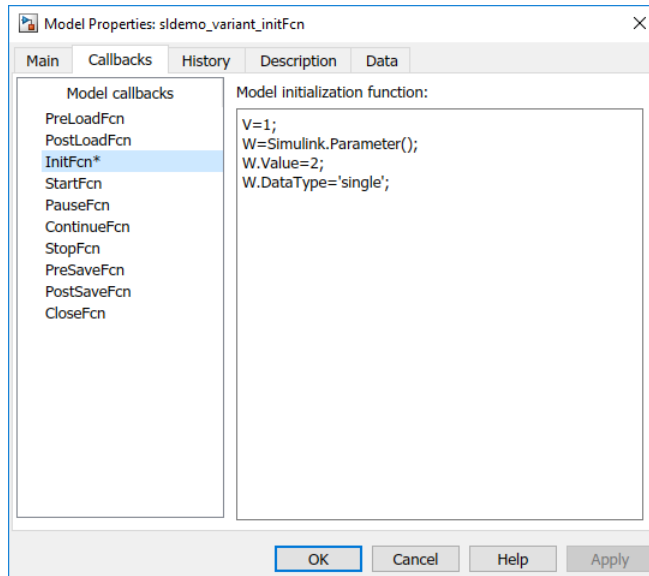 Model Properties: sldemo_variant_initFcn
Main Callbacks History Description Data
Model callbacks
PreLoadFcn
PostLoadFcn
InitFcn*
StartFcn
PauseFcn
ContinueFcn
StopFcn
PreSaveFcn
PostSaveFcn
CloseFcn
Model initialization function:
V=1;
W=Simulink.Parameter();
W.Value=2;
W.DataType='single';
OK Cancel Help Apply